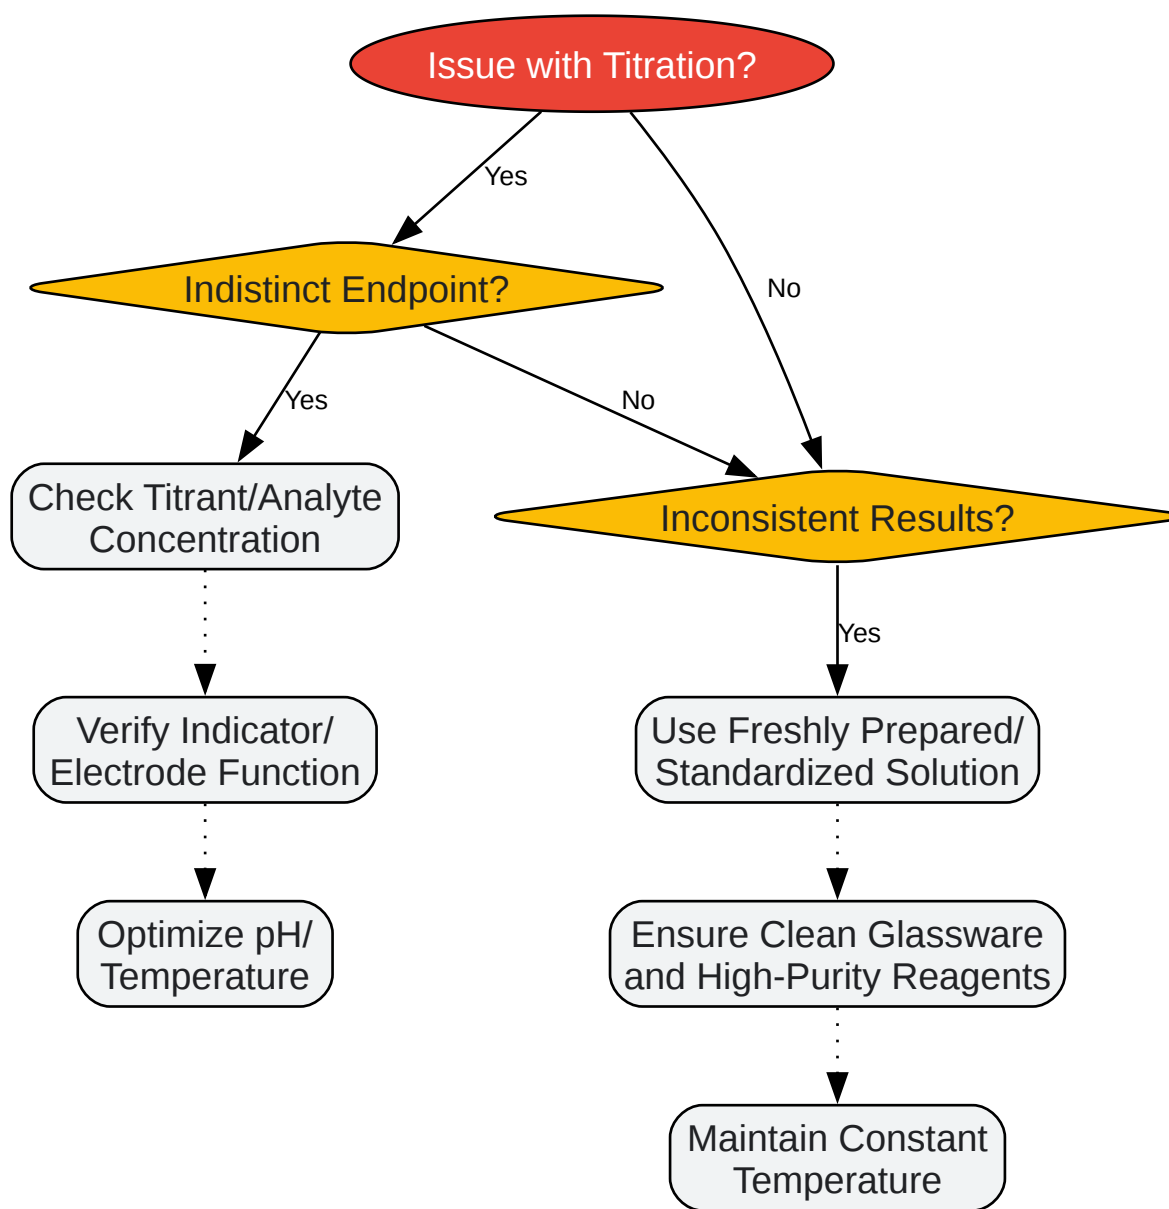 Issue with Titration?
Yes
No
Indistinct Endpoint?
Yes
No
Check Titrant/Analyte
Concentration
Inconsistent Results?
Yes
Verify Indicator/
Electrode Function
Use Freshly Prepared/
Standardized Solution
Optimize pH/
Temperature
Ensure Clean Glassware
and High-Purity Reagents
Maintain Constant
Temperature